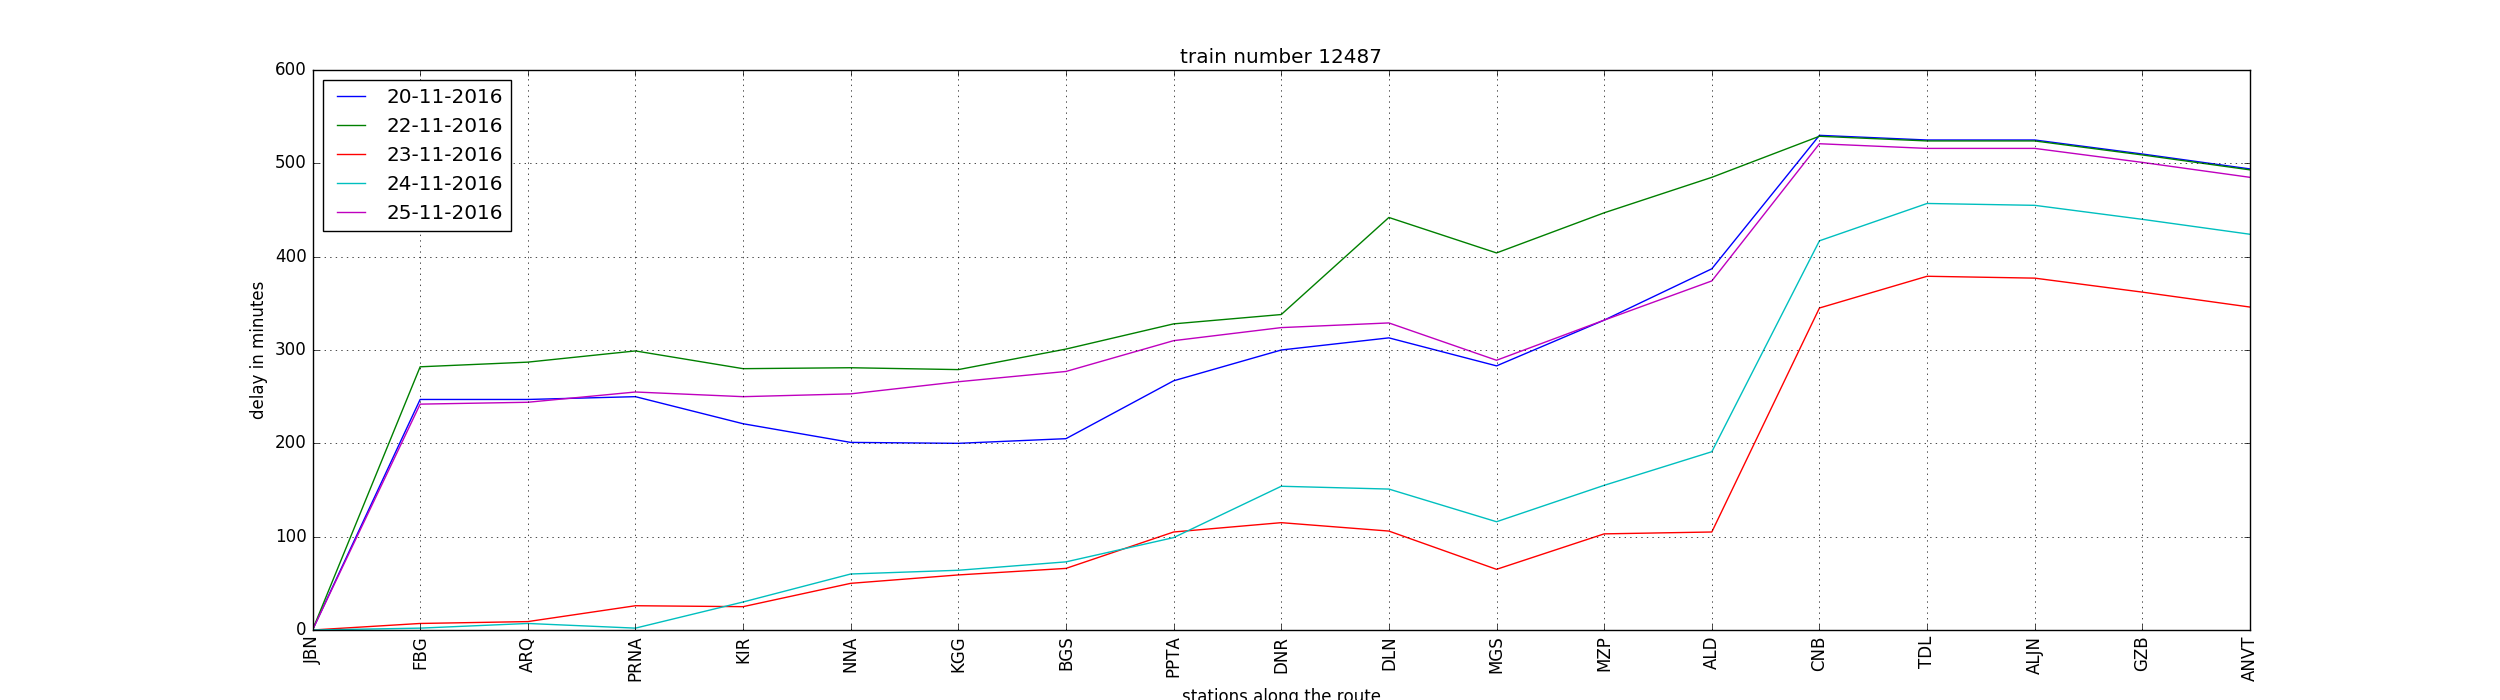 train number 12487
600
500
400
300
200
100
0
delay in minutes
20-11-2016
22-11-2016
23-11-2016
24-11-2016
25-11-2016
JBN
FBG
ARQ
PRNA
KIR
NNA
KGG
BGS
PPTA
DNR
DLN
MGS
MZP
ALD
CNB
TDL
ALJN
GZB
ANVT
stations along the route